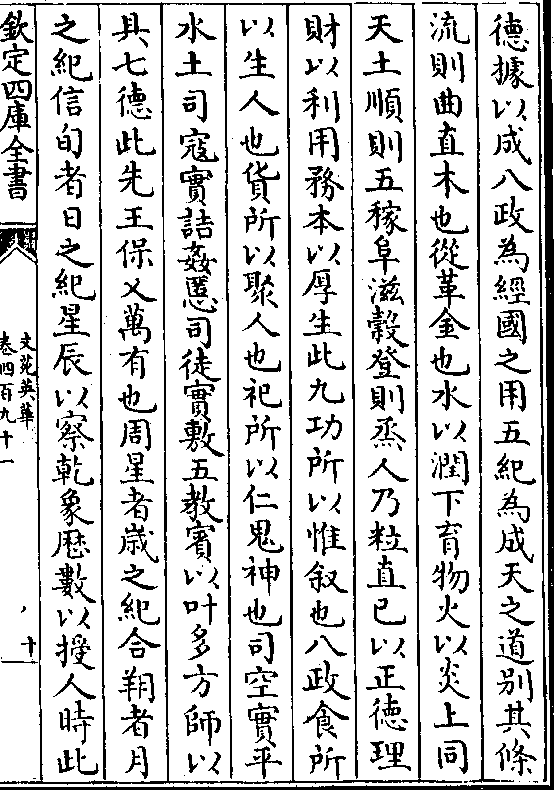 德據以成八政為經國之用五紀為成天之道别其條
流則曲直木也從革金也水以潤下育物火以炎上同
天土順則五稼阜滋穀登則烝人乃粒直已以正德理
財以利用務本以厚生此九功所以惟叙也八政食所
以生人也貨所以聚人也祀所以仁鬼神也司空實平
水土司寇實詰姦慝司徒實敷五教賓以叶多方師以
具七德此先王保乂萬有也周星者歳之紀合朔者月
之紀信旬者日之紀星辰以察乾象厯數以授人時此
欽定四庫全書
文苑英華
卷四百九十一
十